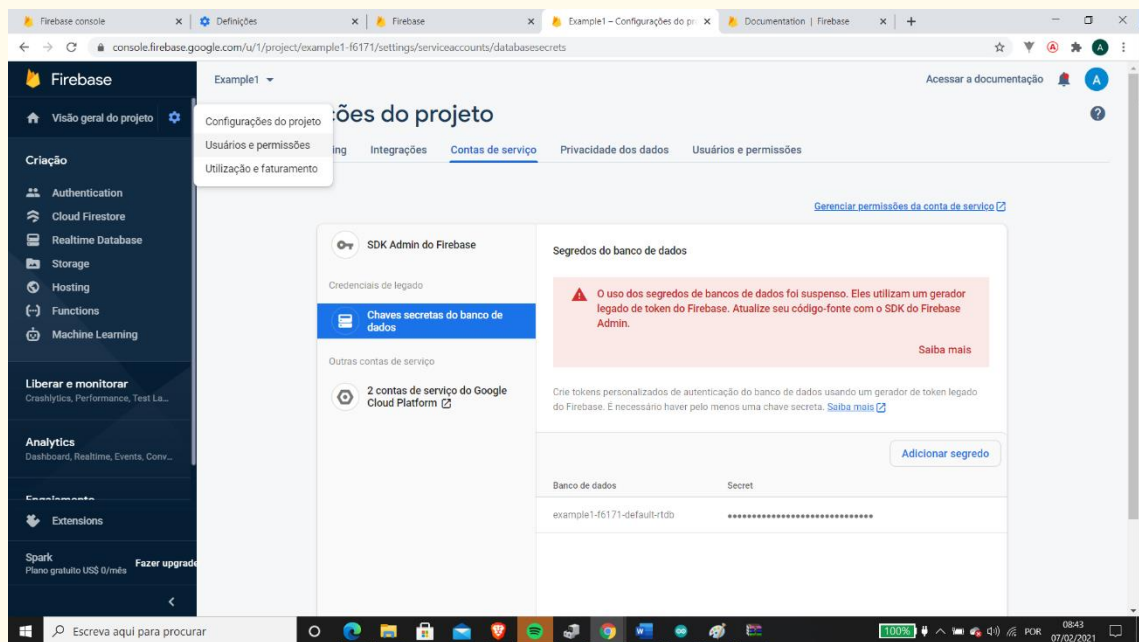 Firebase console
Definições
Firebase
Example1 – Configurações do pro
Documentation | Firebase
console.firebase.google.com/u/1/project/example1-f6171/settings/serviceaccounts/databasesecrets
A
Firebase
Example1
Acessar a documentação
A
Visão geral do projeto
Configurações do projeto
Usuários e permissões
Utilização e faturamento
ções do projeto
ing
Integrações
Contas de serviço
Privacidade dos dados
Usuários e permissões
Criação
Authentication
Cloud Firestore
Realtime Database
Storage
Hosting
Functions
Machine Learning
Liberar e monitorar
Crashlytics, Performance, Test La...
Analytics
Dashboard, Realtime, Events, Conv...
Engajamento
Extensions
Spark
Plano gratuito US$ 0/mês
Fazer upgrade
Gerenciar permissões da conta de serviço
SDK Admin do Firebase
Credenciais de legado
Chaves secretas do banco de
dados
Outras contas de serviço
2 contas de serviço do Google
Cloud Platform
Segredos do banco de dados
O uso dos segredos de bancos de dados foi suspenso. Eles utilizam um gerador
legado de token do Firebase. Atualize seu código-fonte com o SDK do Firebase
Admin.
Saiba mais
Crie tokens personalizados de autenticação do banco de dados usando um gerador de token legado
do Firebase. É necessário haver pelo menos uma chave secreta. Saiba mais
Adicionar segredo
Banco de dados
Secret
example1-f6171-default-rtdb
••••••••••••••••••••••••••••••
Escreva aqui para procurar
100%
POR
08:43
07/02/2021